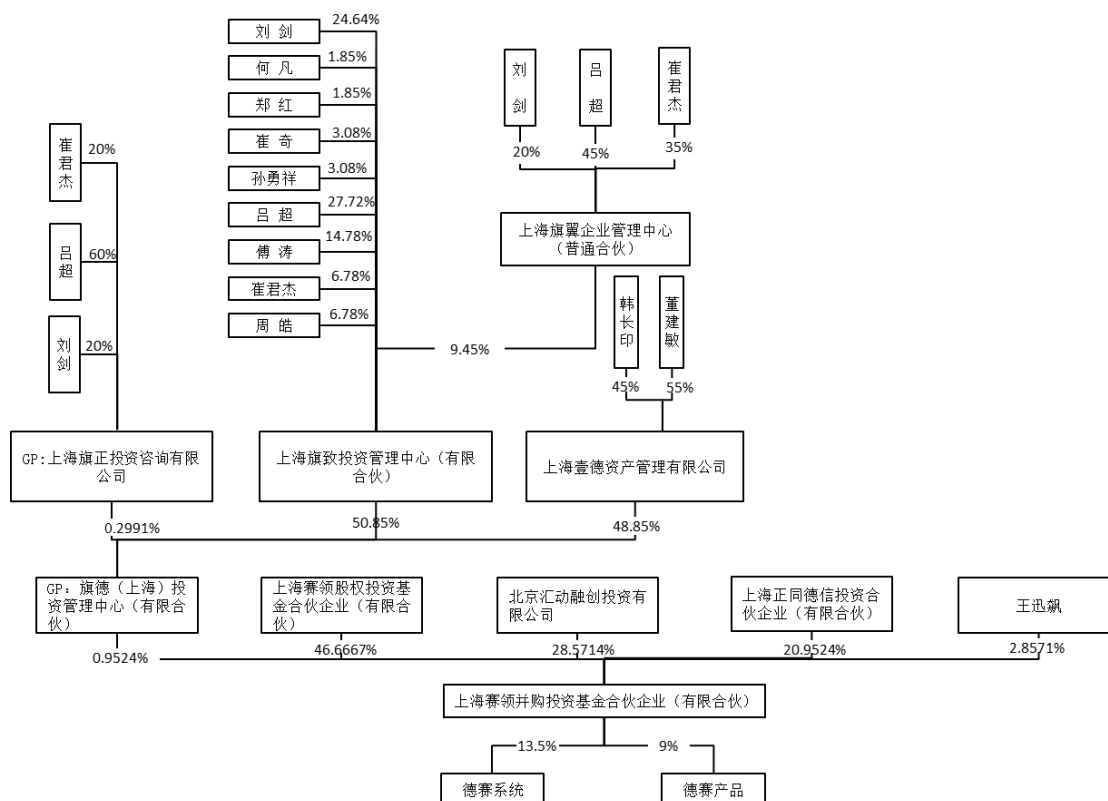 刘 剑
24.64%
何 凡
1.85%
郑 红
1.85%
崔 奇
3.08%
孙勇祥
3.08%
吕 超
27.72%
傅 涛
14.78%
崔君杰
6.78%
周 皓
6.78%
刘剑
20%
吕超
45%
崔君杰
35%
上海旗翼企业管理中心
（普通合伙）
9.45%
崔君杰
20%
吕超
60%
刘剑
20%
韩长印
45%
董建敏
55%
GP:上海旗正投资咨询有限
公司
上海旗致投资管理中心（有限
合伙）
上海壹德资产管理有限公司
0.2991%
50.85%
48.85%
GP：旗德（上海）投
资管理中心（有限合
伙）
上海赛领股权投资基
金合伙企业（有限合
伙）
北京汇动融创投资有
限公司
上海正同德信投资合
伙企业（有限合伙）
王迅飙
0.9524%
46.6667%
28.5714%
20.9524%
2.8571%
上海赛领并购投资基金合伙企业（有限合伙）
13.5%
9%
德赛系统
德赛产品